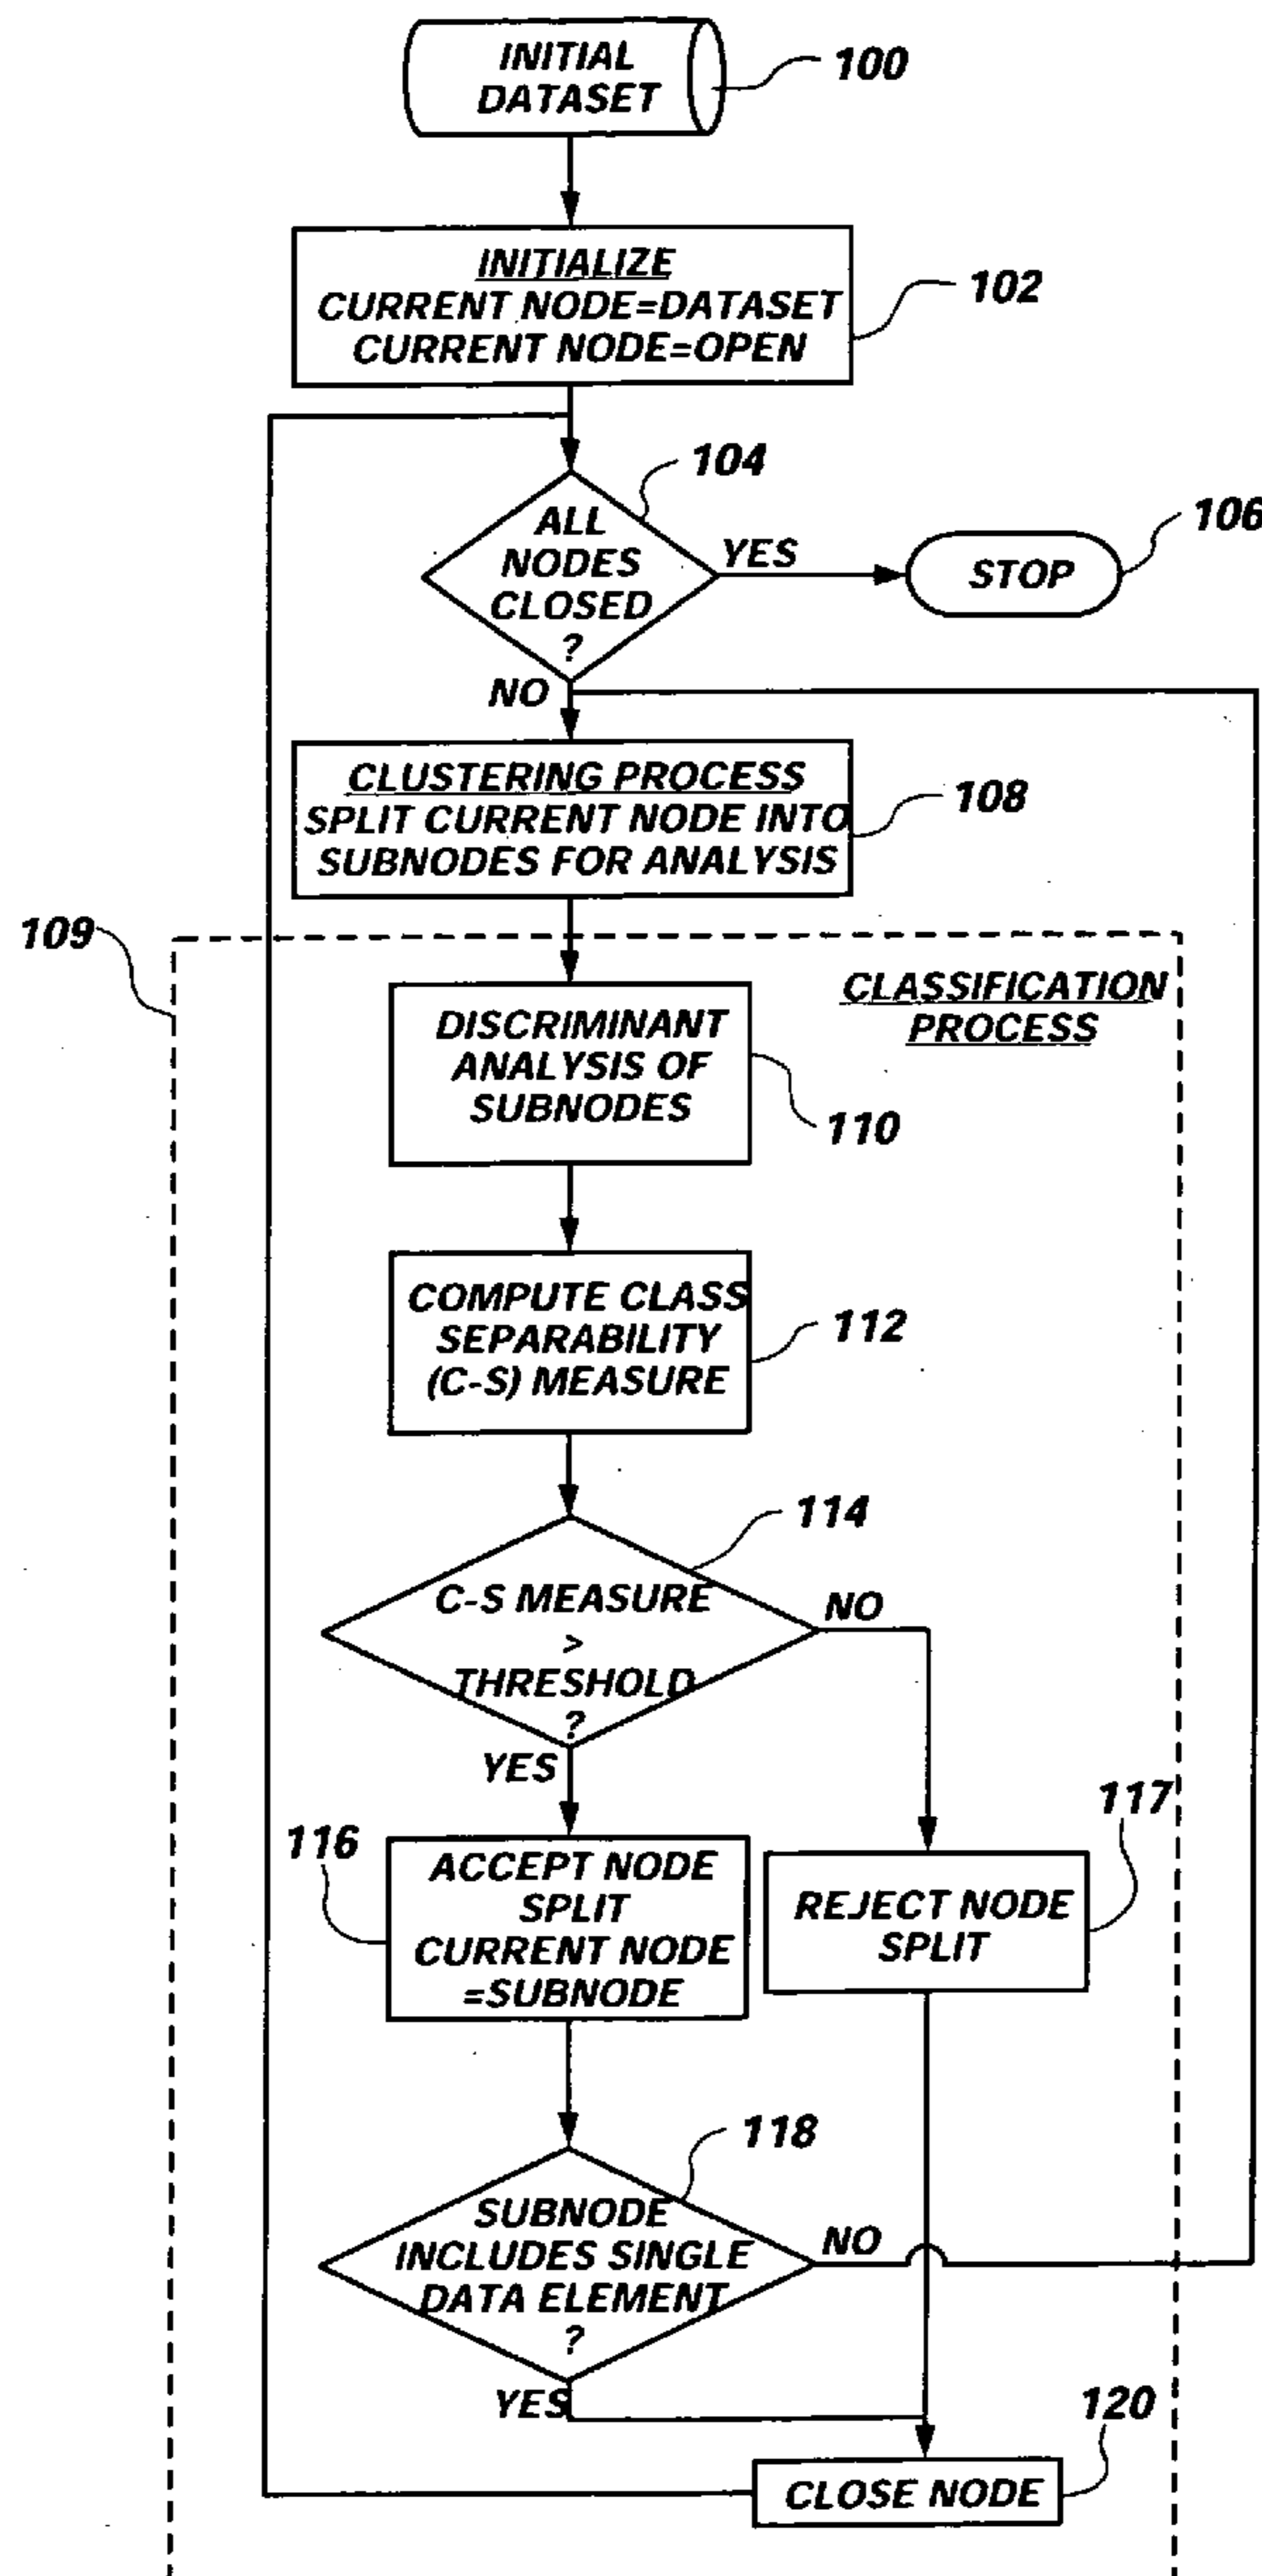 INITIAL
DATASET
100
INITIALIZE
CURRENT NODE=DATASET
CURRENT NODE=OPEN
102
104
ALL
NODES
CLOSED
?
YES
106
STOP
NO
CLUSTERING PROCESS
SPLIT CURRENT NODE INTO
SUBNODES FOR ANALYSIS
108
109
CLASSIFICATION
PROCESS
DISCRIMINANT
ANALYSIS OF
SUBNODES
110
COMPUTE CLASS
SEPARABILITY
(C-S) MEASURE
112
114
C-S MEASURE
>
THRESHOLD
?
NO
YES
116
ACCEPT NODE
SPLIT
CURRENT NODE
=SUBNODE
117
REJECT NODE
SPLIT
118
SUBNODE
INCLUDES SINGLE
DATA ELEMENT
?
NO
YES
120
CLOSE NODE